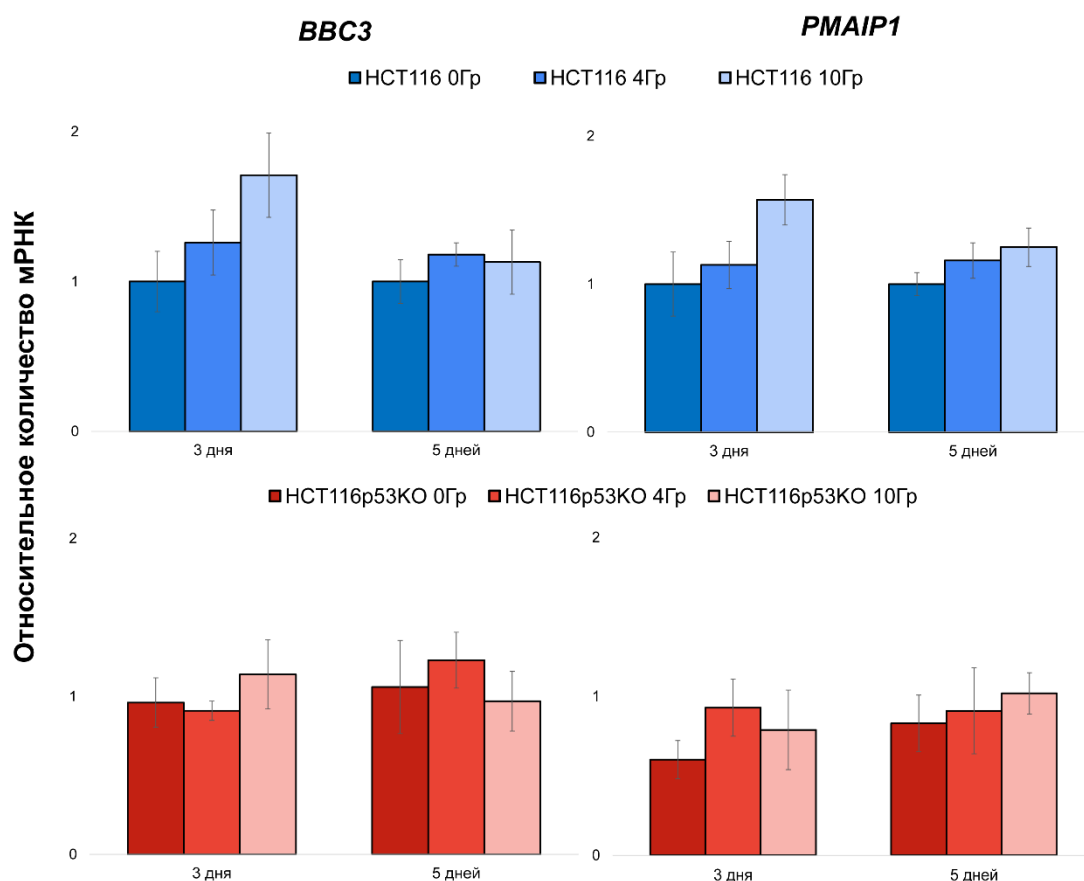 BBC3
PMAIP1
HCT116 0Гр HCT116 4Гр HCT116 10Гр
Относительное количество мРНК
2
1
0
3 дня 5 дней
2
1
0
3 дня 5 дней
HCT116p53KO 0Гр HCT116p53KO 4Гр HCT116p53KO 10Гр
2
1
0
3 дня 5 дней
2
1
0
3 дня 5 дней